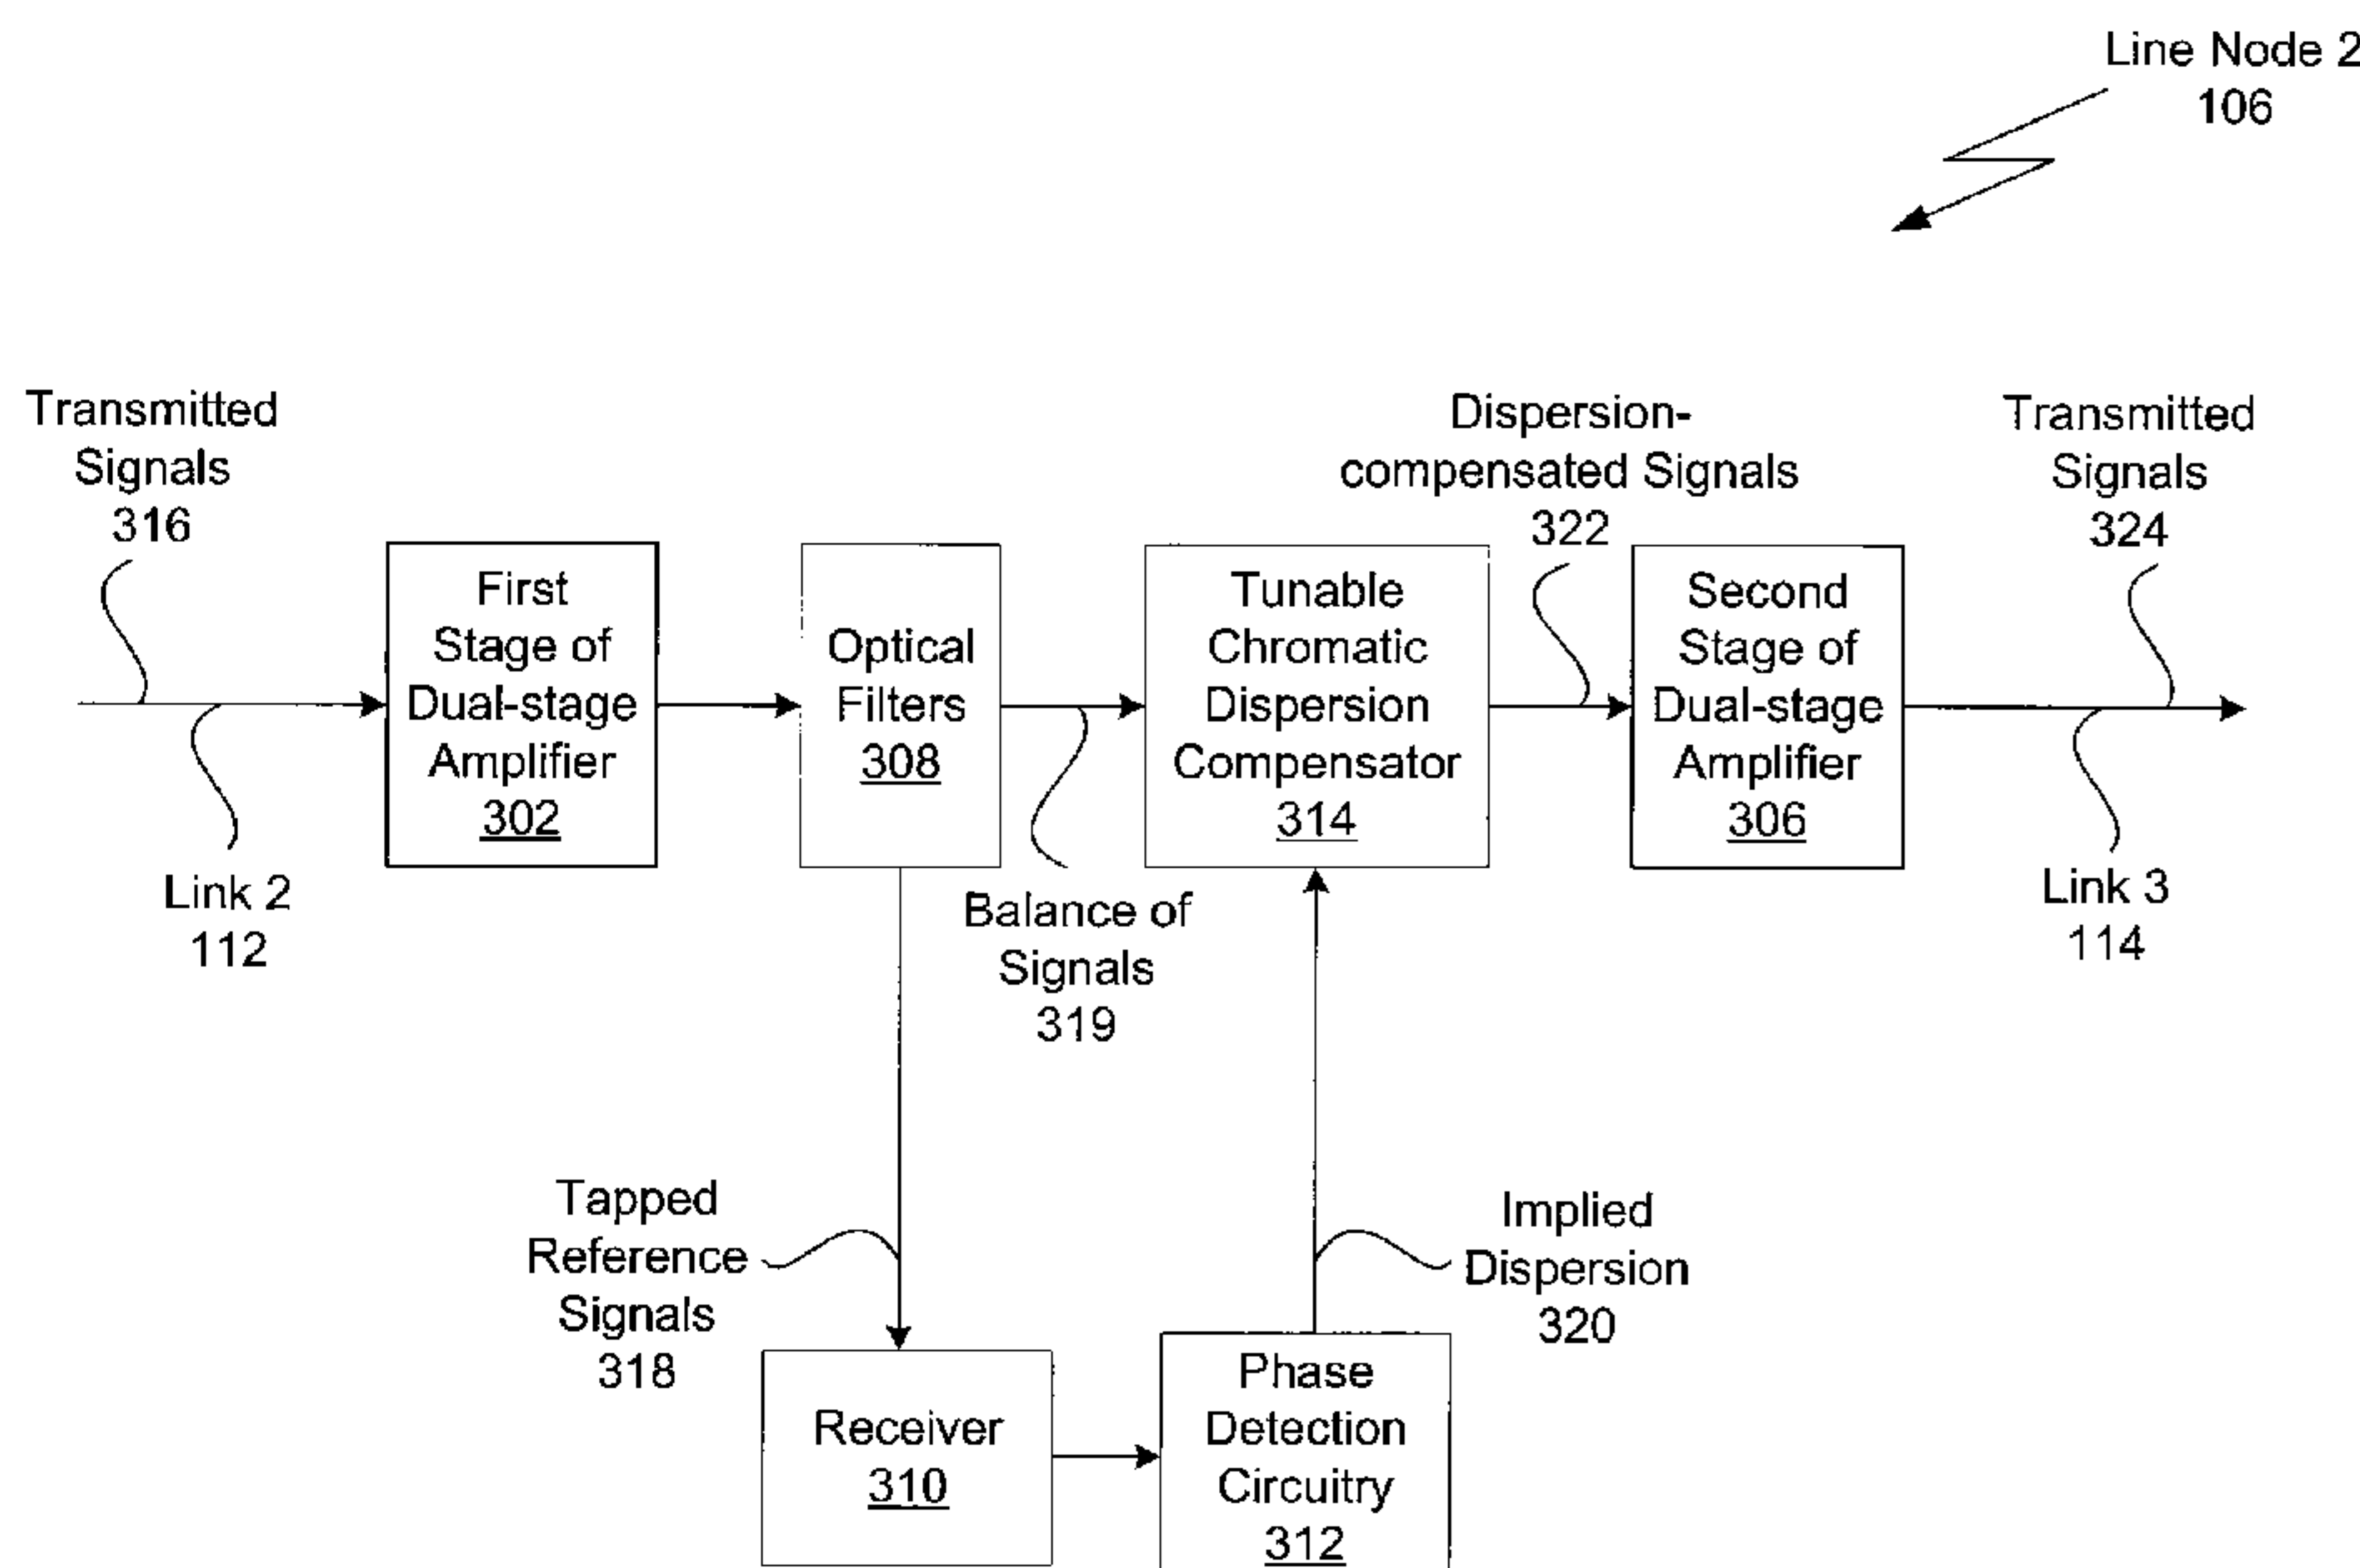 Line Node 2
106
Transmitted
Signals
316
Dispersion-
compensated Signals
322
Transmitted
Signals
324
First
Stage of
Dual-stage
Amplifier
302
Optical
Filters
308
Tunable
Chromatic
Dispersion
Compensator
314
Second
Stage of
Dual-stage
Amplifier
306
Link 2
112
Balance of
Signals
319
Link 3
114
Tapped
Reference
Signals
318
Implied
Dispersion
320
Receiver
310
Phase
Detection
Circuitry
312